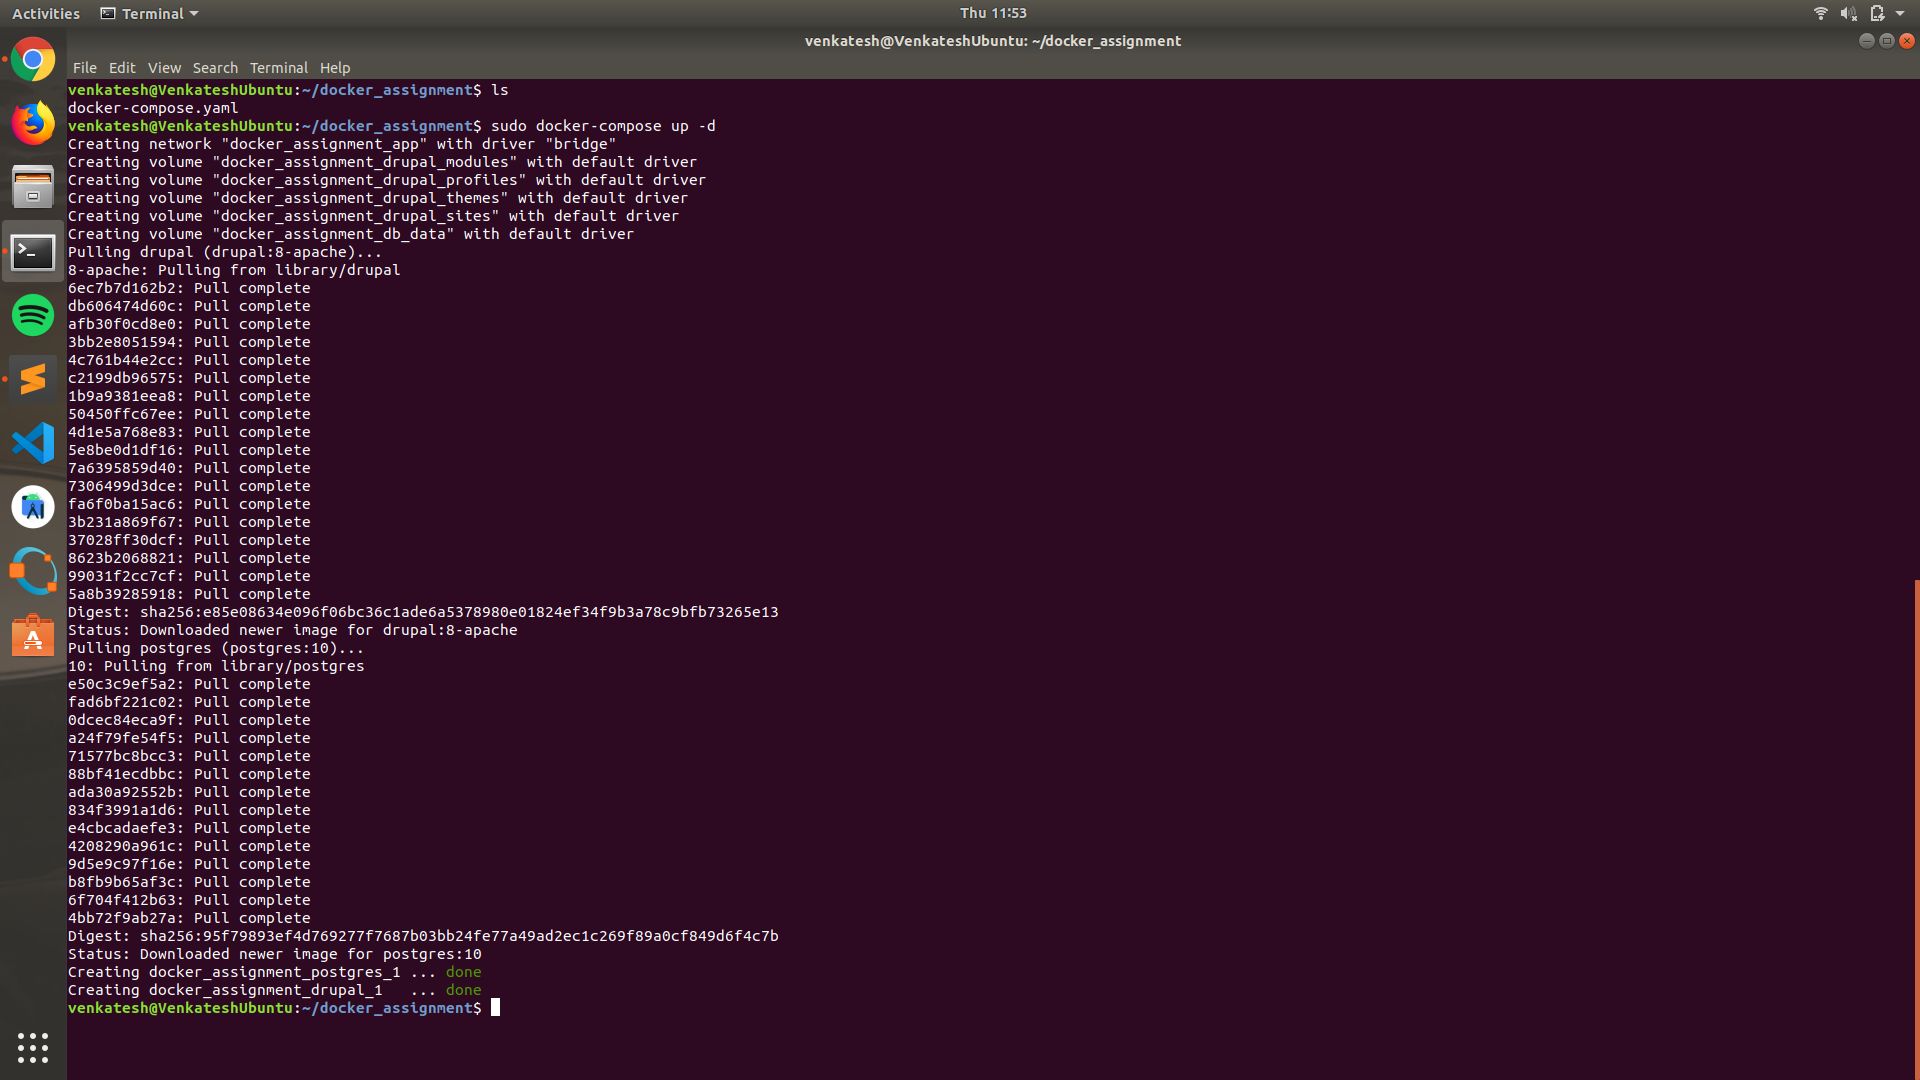 Activities Terminal Thu 11:53
venkatesh@VenkateshUbuntu: ~/docker_assignment
File Edit View Search Terminal Help
venkatesh@VenkateshUbuntu:~/docker_assignment$ ls
docker-compose.yaml
venkatesh@VenkateshUbuntu:~/docker_assignment$ sudo docker-compose up -d
Creating network "docker_assignment_app" with driver "bridge"
Creating volume "docker_assignment_drupal_modules" with default driver
Creating volume "docker_assignment_drupal_profiles" with default driver
Creating volume "docker_assignment_drupal_themes" with default driver
Creating volume "docker_assignment_drupal_sites" with default driver
Creating volume "docker_assignment_db_data" with default driver
Pulling drupal (drupal:8-apache)...
8-apache: Pulling from library/drupal
6ec7b7d162b2: Pull complete
db606474d60c: Pull complete
afb30f0cd8e0: Pull complete
3bb2e8051594: Pull complete
4c761b44e2cc: Pull complete
c2199db96575: Pull complete
1b9a9381eea8: Pull complete
50450ffc67ee: Pull complete
4d1e5a768e83: Pull complete
5e8be0d1df16: Pull complete
7a6395859d40: Pull complete
7306499d3dce: Pull complete
fa6f0ba15ac6: Pull complete
3b231a869f67: Pull complete
37028ff30dcf: Pull complete
8623b2068821: Pull complete
99031f2cc7cf: Pull complete
5a8b39285918: Pull complete
Digest: sha256:e85e08634e096f06bc36c1ade6a5378980e01824ef34f9b3a78c9bfb73265e13
Status: Downloaded newer image for drupal:8-apache
Pulling postgres (postgres:10)...
10: Pulling from library/postgres
e50c3c9ef5a2: Pull complete
fad6bf221c02: Pull complete
0dcec84eca9f: Pull complete
a24f79fe54f5: Pull complete
71577bc8bcc3: Pull complete
88bf41ecdbbc: Pull complete
ada30a92552b: Pull complete
834f3991a1d6: Pull complete
e4cbcadaefe3: Pull complete
4208290a961c: Pull complete
9d5e9c97f16e: Pull complete
b8fb9b65af3c: Pull complete
6f704f412b63: Pull complete
4bb72f9ab27a: Pull complete
Digest: sha256:95f79893ef4d769277f7687b03bb24fe77a49ad2ec1c269f89a0cf849d6f4c7b
Status: Downloaded newer image for postgres:10
Creating docker_assignment_postgres_1 ... done
Creating docker_assignment_drupal_1   ... done
venkatesh@VenkateshUbuntu:~/docker_assignment$